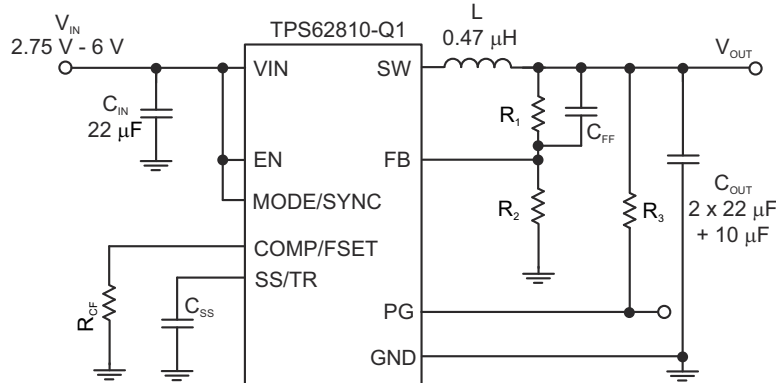 TPS62810-Q1
L
0.47 μH
VIN
2.75 V - 6 V
VOUT
VIN
SW
CIN
22 μF
R1
CFF
EN
FB
MODE/SYNC
R2
R3
COUT
2 x 22 μF
+ 10 μF
COMP/FSET
SS/TR
RCF
CSS
PG
GND